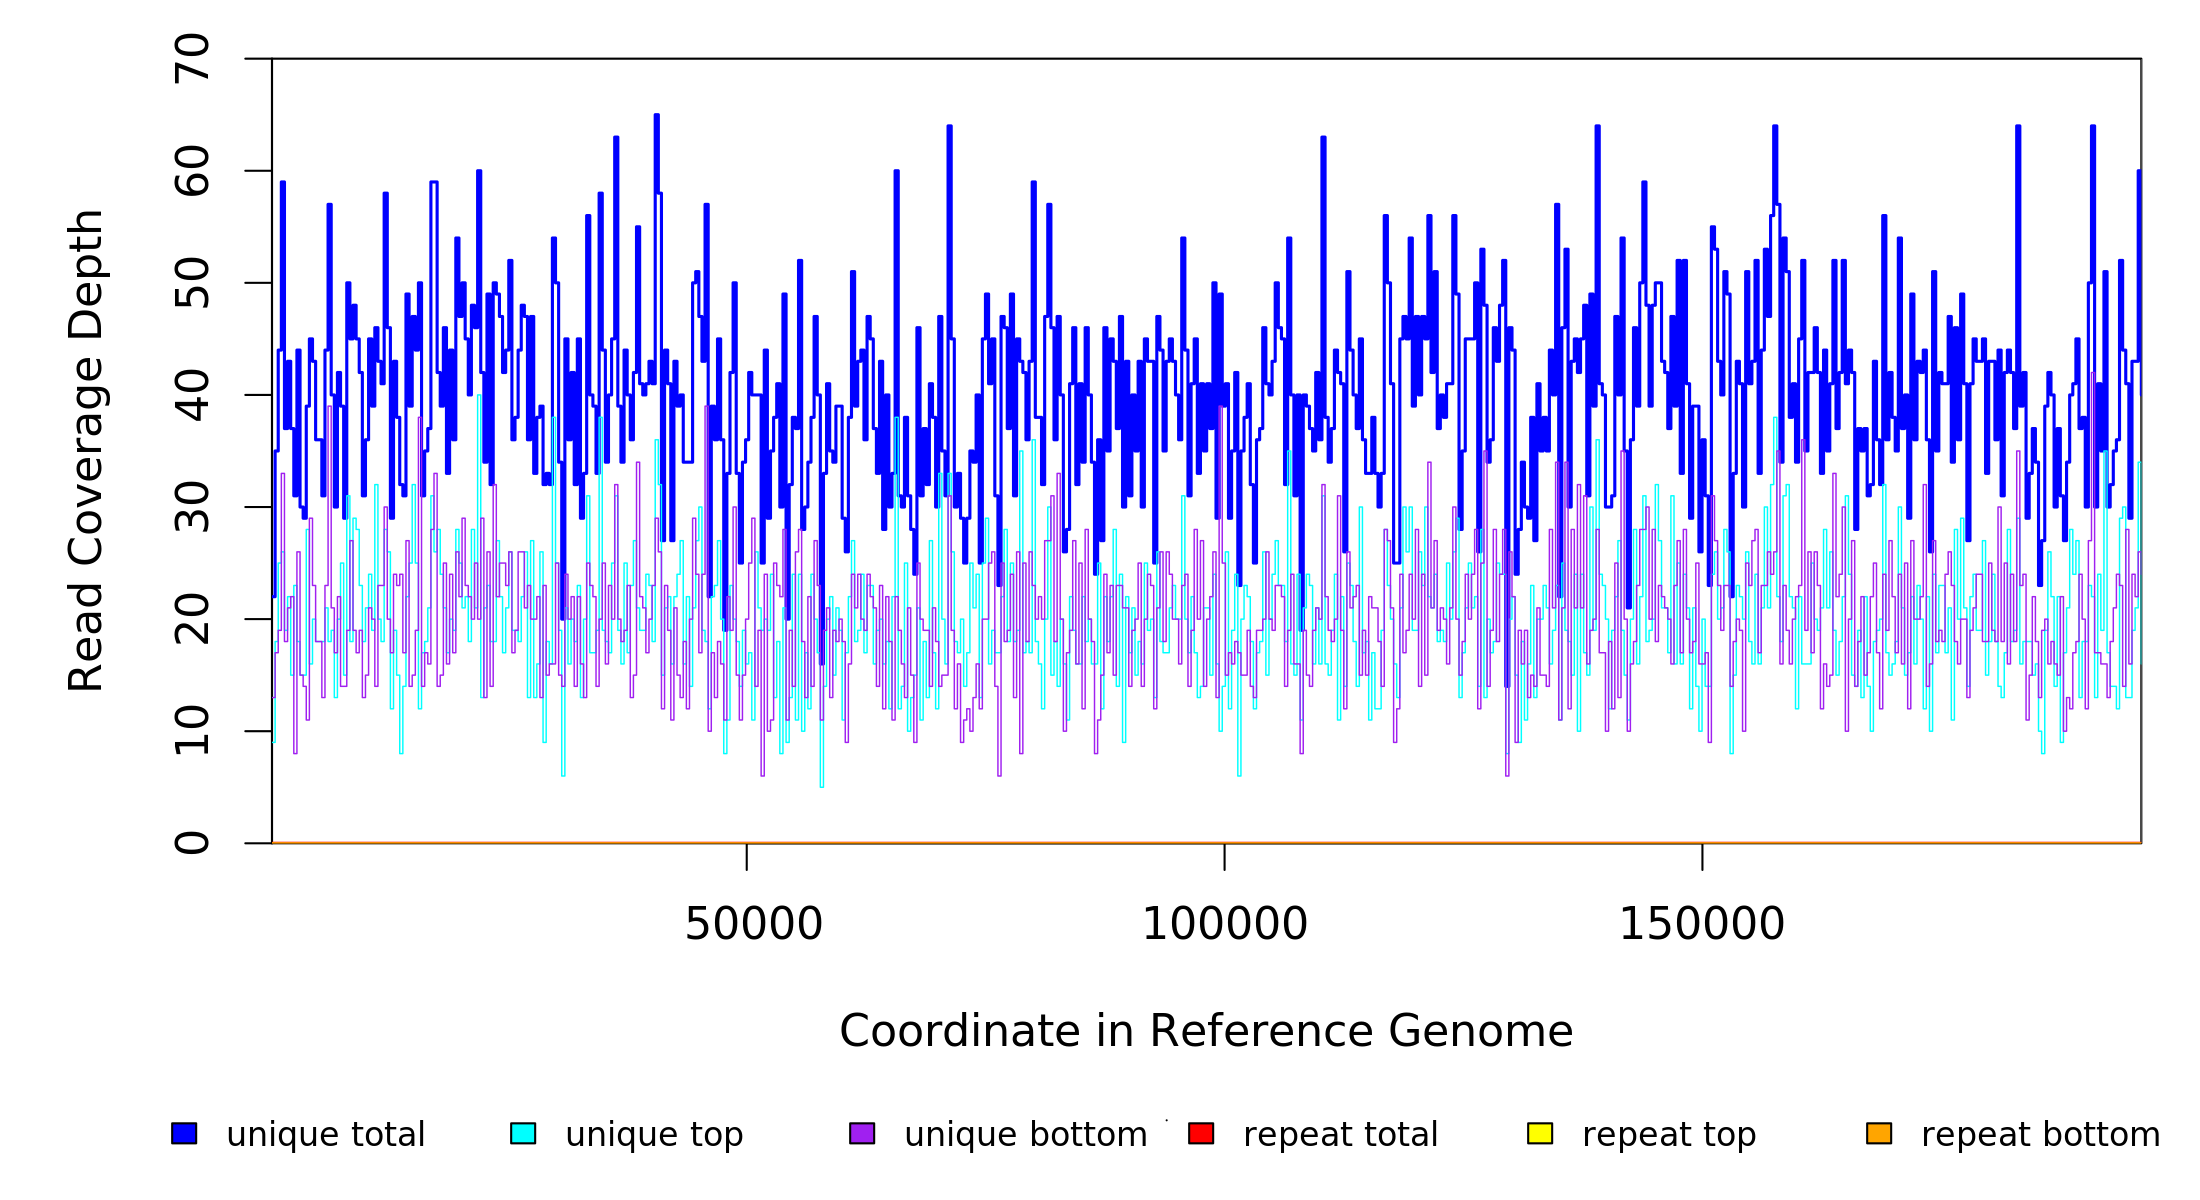 70
60
50
40
30
20
10
0
Read Coverage Depth
50000 100000 150000
Coordinate in Reference Genome
unique total unique top unique bottom repeat total repeat top repeat bottom